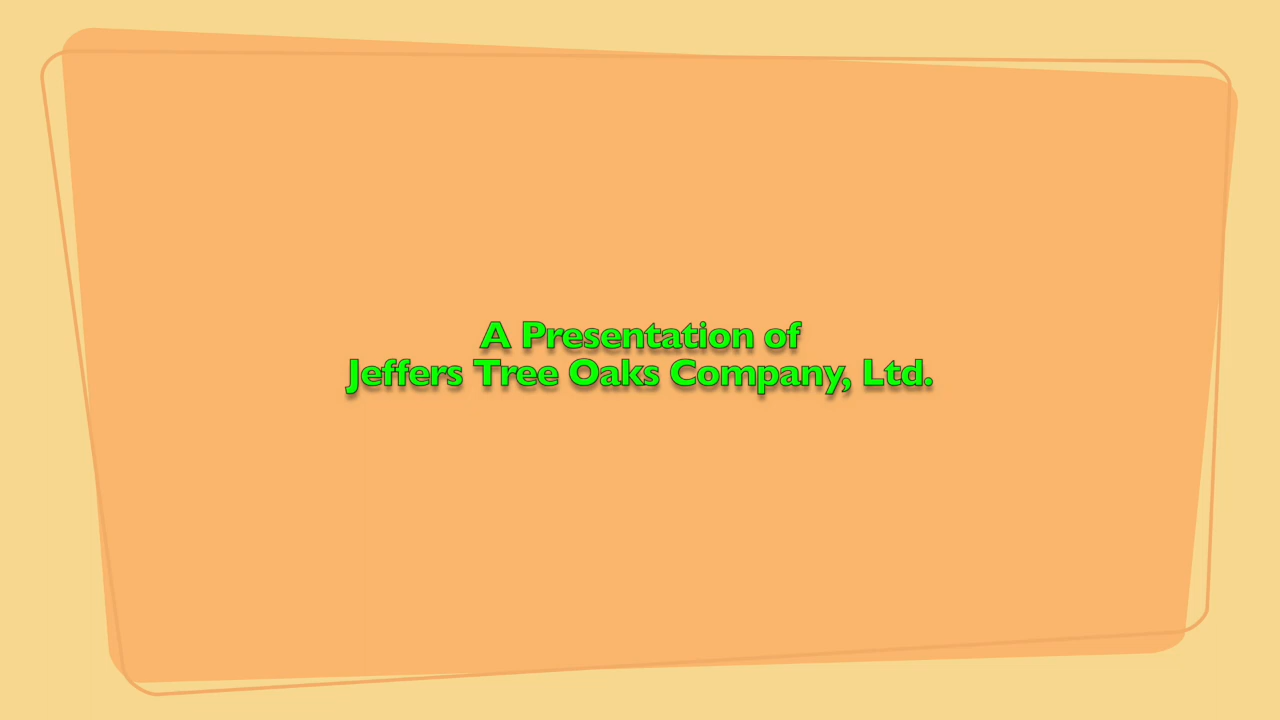 A Presentation of
Jeffers Tree Oaks Company, Ltd.